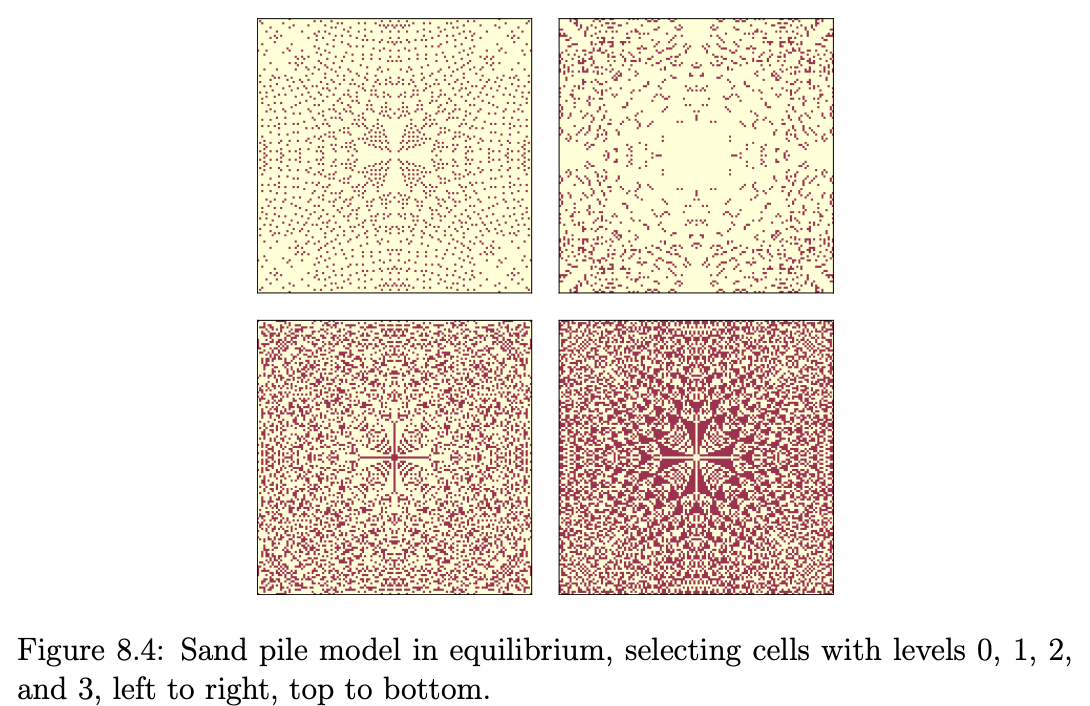 Figure 8.4: Sand pile model in equilibrium, selecting cells with levels 0, 1, 2,
and 3, left to right, top to bottom.